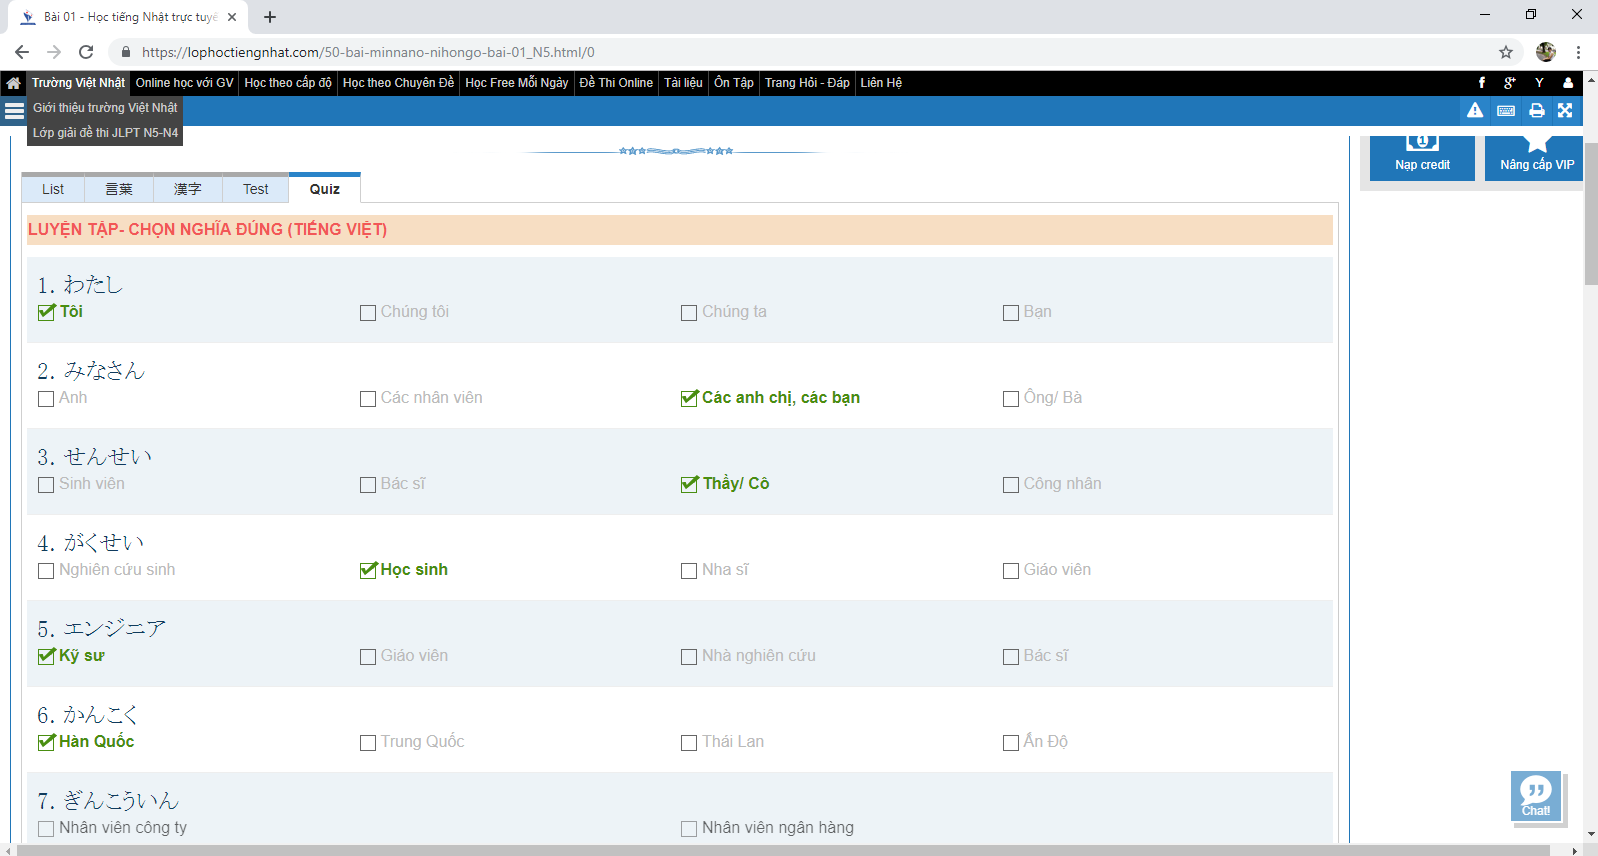 Bài 01 - Học tiếng Nhật trực tuyế
https://lophoctiengnhat.com/50-bai-minnano-nihongo-bai-01_N5.html/0
Trường Việt Nhật Online học với GV Học theo cấp độ Học theo Chuyên Đề Học Free Mỗi Ngày Đề Thi Online Tài liệu Ôn Tập Trang Hỏi - Đáp Liên Hệ
Giới thiệu trường Việt Nhật
Lớp giải đề thi JLPT N5-N4
Nạp credit Nâng cấp VIP
List 言葉 漢字 Test Quiz
LUYỆN TẬP- CHỌN NGHĨA ĐÚNG (TIẾNG VIỆT)
1. わたし
Tôi Chúng tôi Chúng ta Bạn
2. みなさん
Anh Các nhân viên Các anh chị, các bạn Ông/ Bà
3. せんせい
Sinh viên Bác sĩ Thầy/ Cô Công nhân
4. がくせい
Nghiên cứu sinh Học sinh Nha sĩ Giáo viên
5. エンジニア
Kỹ sư Giáo viên Nhà nghiên cứu Bác sĩ
6. かんこく
Hàn Quốc Trung Quốc Thái Lan Ấn Độ
7. ぎんこういん
Nhân viên công ty Nhân viên ngân hàng
Chat!